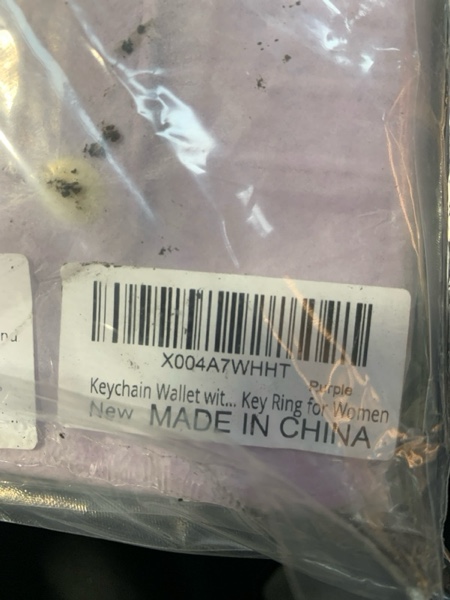 X004A7WHHT
Purple
Keychain Wallet wit... Key Ring for Women
New MADE IN CHINA